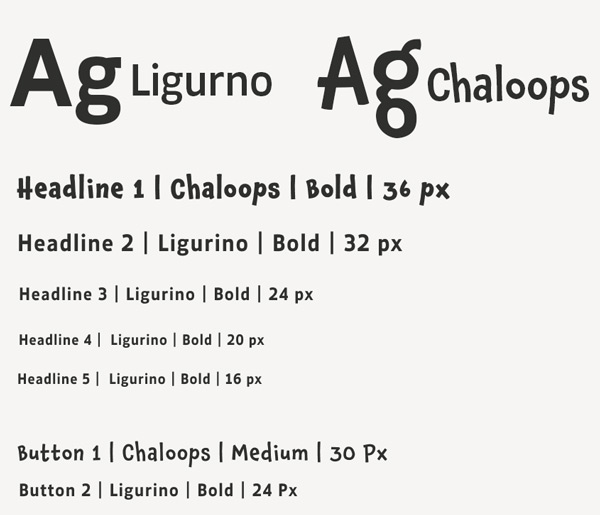 Ag Ligurno Ag Chaloops
Headline 1 | Chaloops | Bold | 36 px
Headline 2 | Ligurino | Bold | 32 px
Headline 3 | Ligurino | Bold | 24 px
Headline 4 | Ligurino | Bold | 20 px
Headline 5 | Ligurino | Bold | 16 px
Button 1 | Chaloops | Medium | 30 Px
Button 2 | Ligurino | Bold | 24 Px